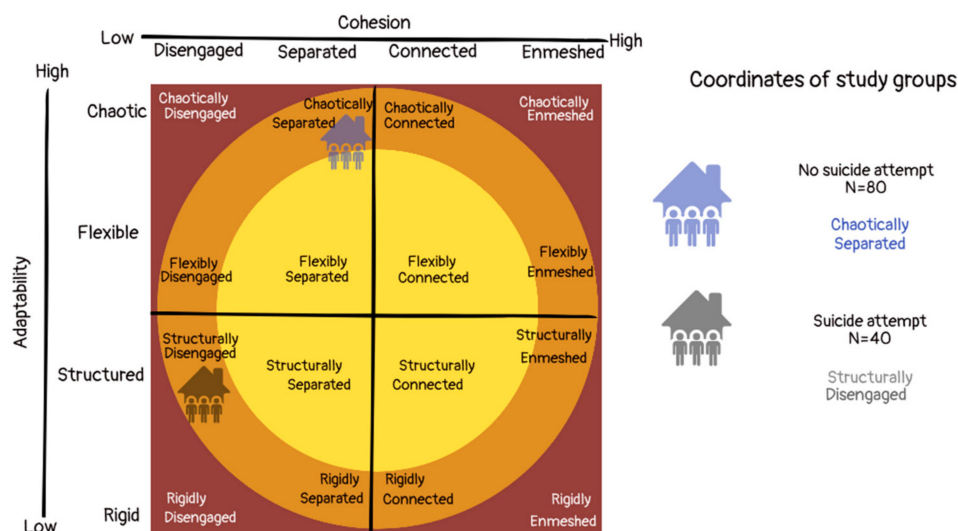 Cohesion
Low
High
Disengaged
Separated
Connected
Enmeshed
High
Adaptability
Low
Chaotic
Flexible
Structured
Rigid
Chaotically
Disengaged
Chaotically
Separated
Chaotically
Connected
Chaotically
Enmeshed
Flexibly
Disengaged
Flexibly
Separated
Flexibly
Connected
Flexibly
Enmeshed
Structurally
Disengaged
Structurally
Separated
Structurally
Connected
Structurally
Enmeshed
Rigidly
Disengaged
Rigidly
Separated
Rigidly
Connected
Rigidly
Enmeshed
Coordinates of study groups
No suicide attempt
N=80
Chaotically
Separated
Suicide attempt
N=40
Structurally
Disengaged